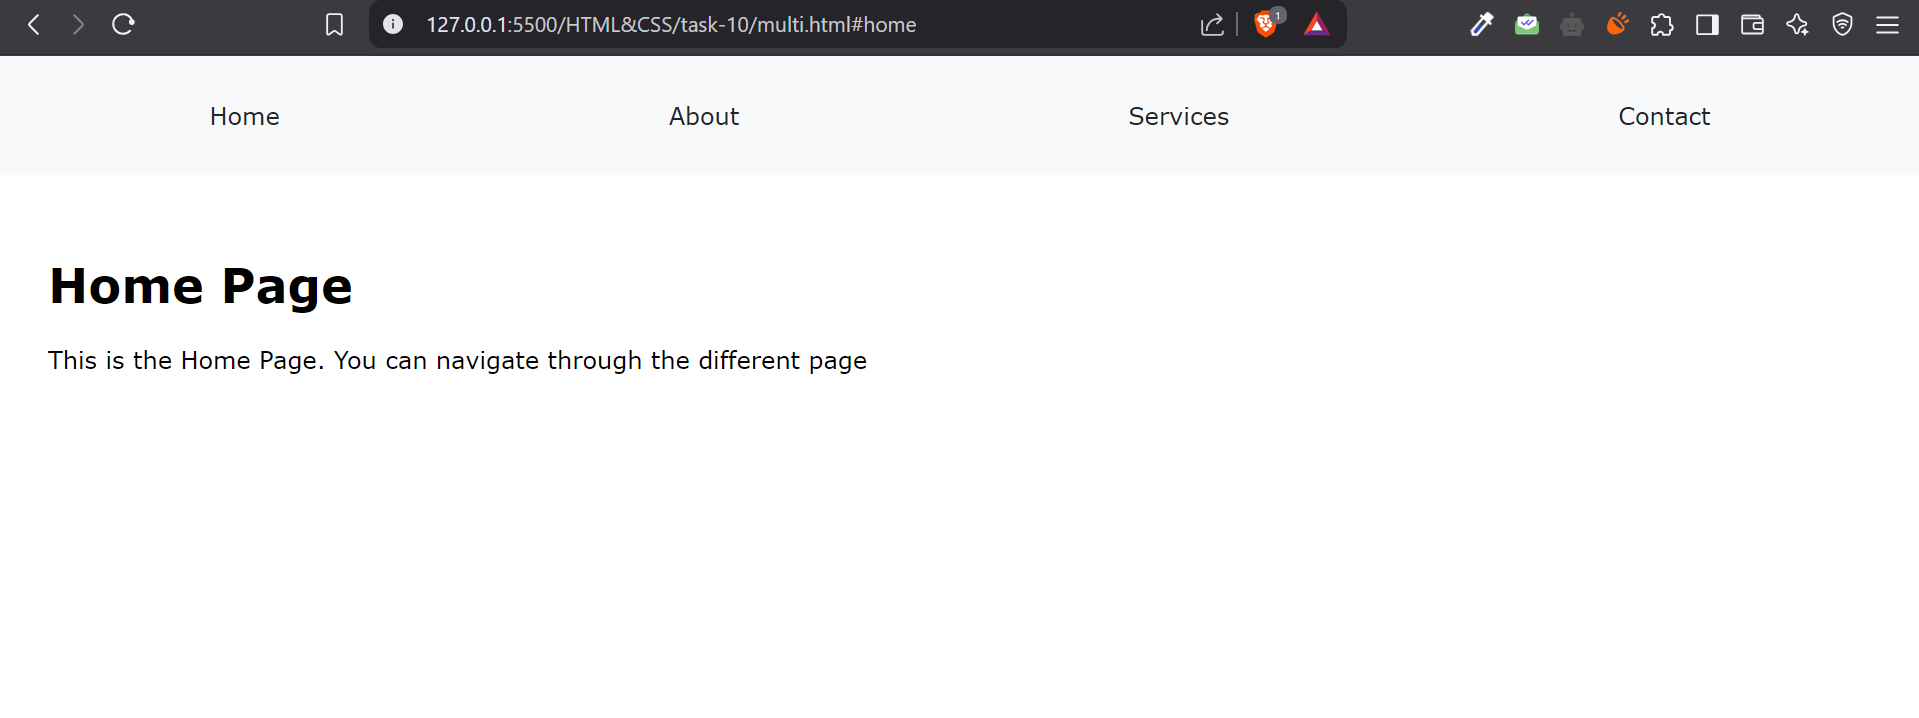 127.0.0.1:5500/HTML&CSS/task-10/multi.html#home
1
Home About Services Contact
Home Page
This is the Home Page. You can navigate through the different page